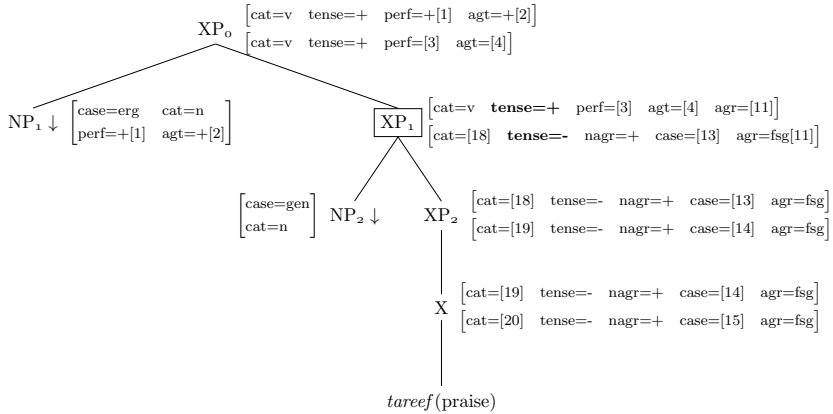 XP₀ [cat=v tense=+ perf=+[1] agt=+[2]]
[cat=v tense=+ perf=[3] agt=[4]]
NP₁ ↓ [case=erg cat=n
perf=+[1] agt=+[2]]
XP₁ [cat=v tense=+ perf=[3] agt=[4] agr=[11]]
[cat=[18] tense=- nagr=+ case=[13] agr=fsg[11]]
[case=gen
cat=n] NP₂ ↓
XP₂ [cat=[18] tense=- nagr=+ case=[13] agr=fsg]
[cat=[19] tense=- nagr=+ case=[14] agr=fsg]
X [cat=[19] tense=- nagr=+ case=[14] agr=fsg]
[cat=[20] tense=- nagr=+ case=[15] agr=fsg]
tareef(praise)